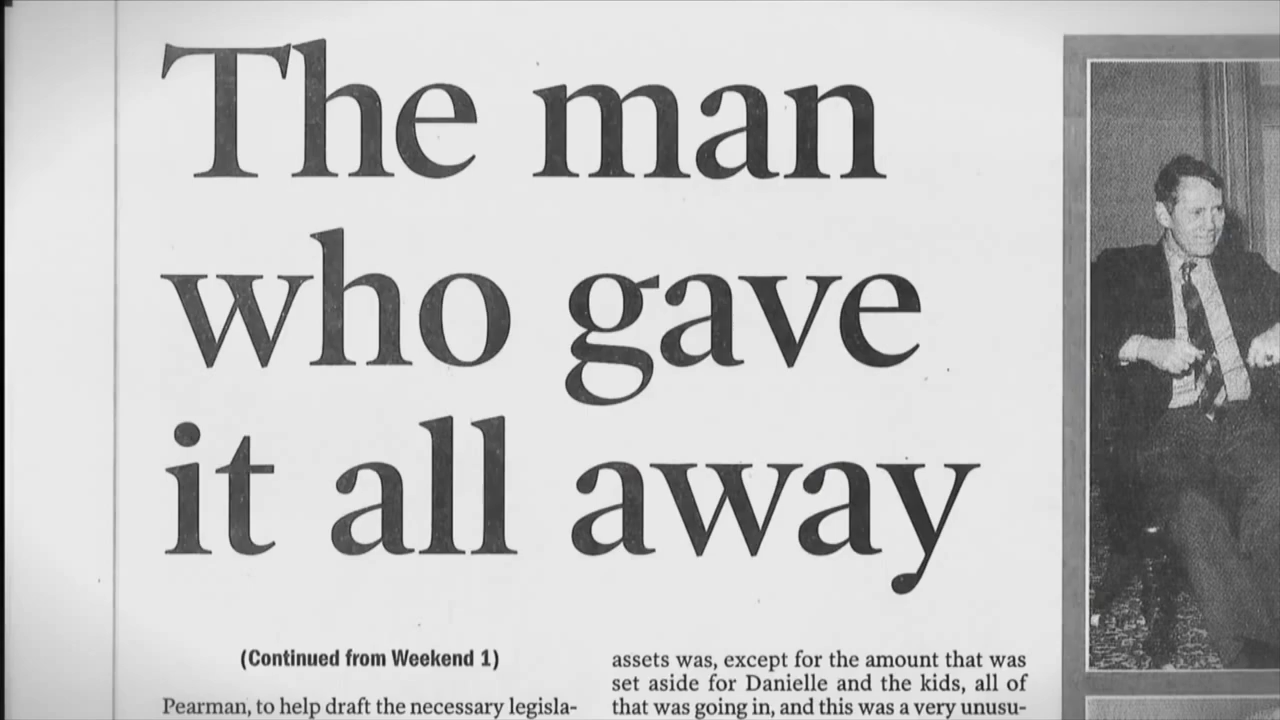 The man
who gave
it all away
(Continued from Weekend 1)
Pearman, to help draft the necessary legisla-
assets was, except for the amount that was
set aside for Danielle and the kids, all of
that was going in, and this was a very unusu-